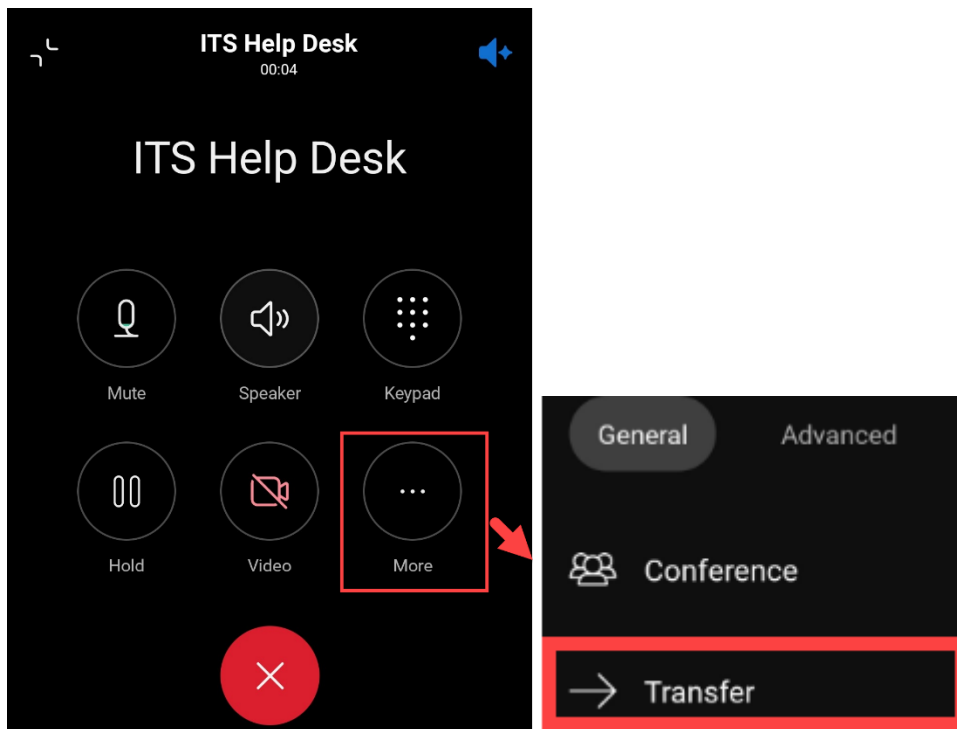 ITS Help Desk
00:04
ITS Help Desk
Mute Speaker Keypad
Hold Video More
General Advanced
Conference
Transfer